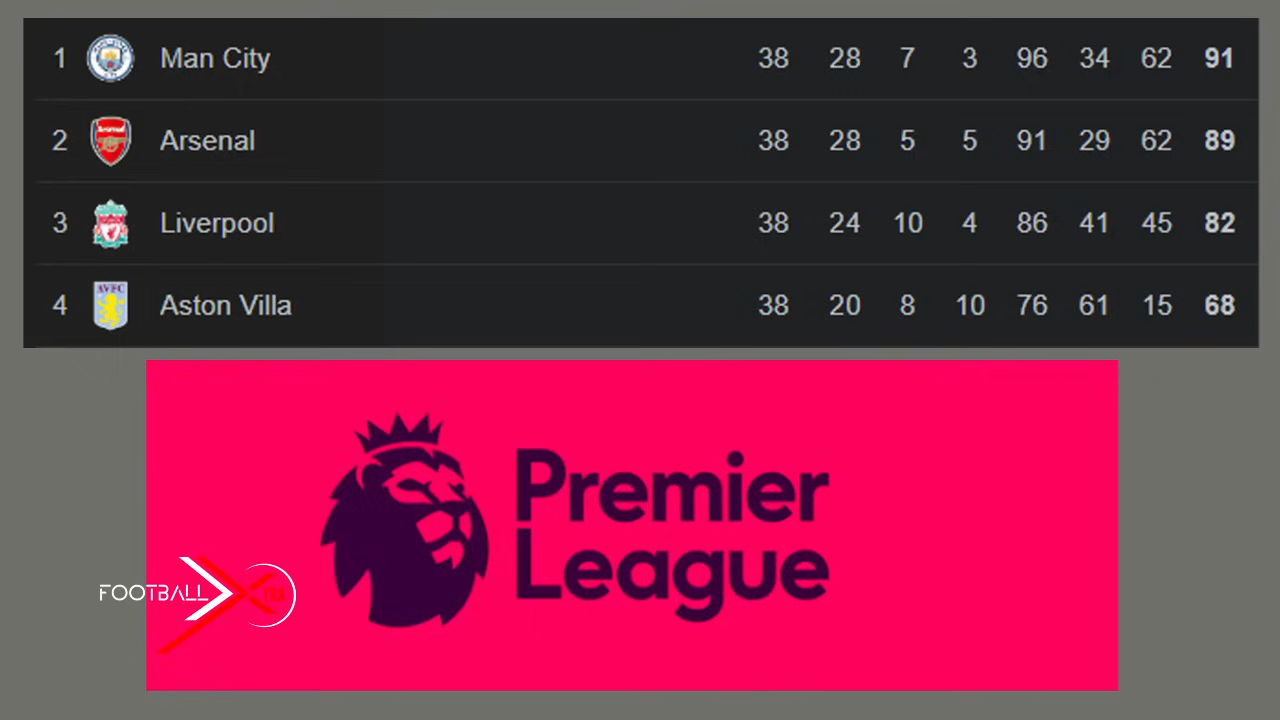 1 Man City 38 28 7 3 96 34 62 91
2 Arsenal 38 28 5 5 91 29 62 89
3 Liverpool 38 24 10 4 86 41 45 82
AVFC
4 Aston Villa 38 20 8 10 76 61 15 68
Premier
League
FOOTBALL